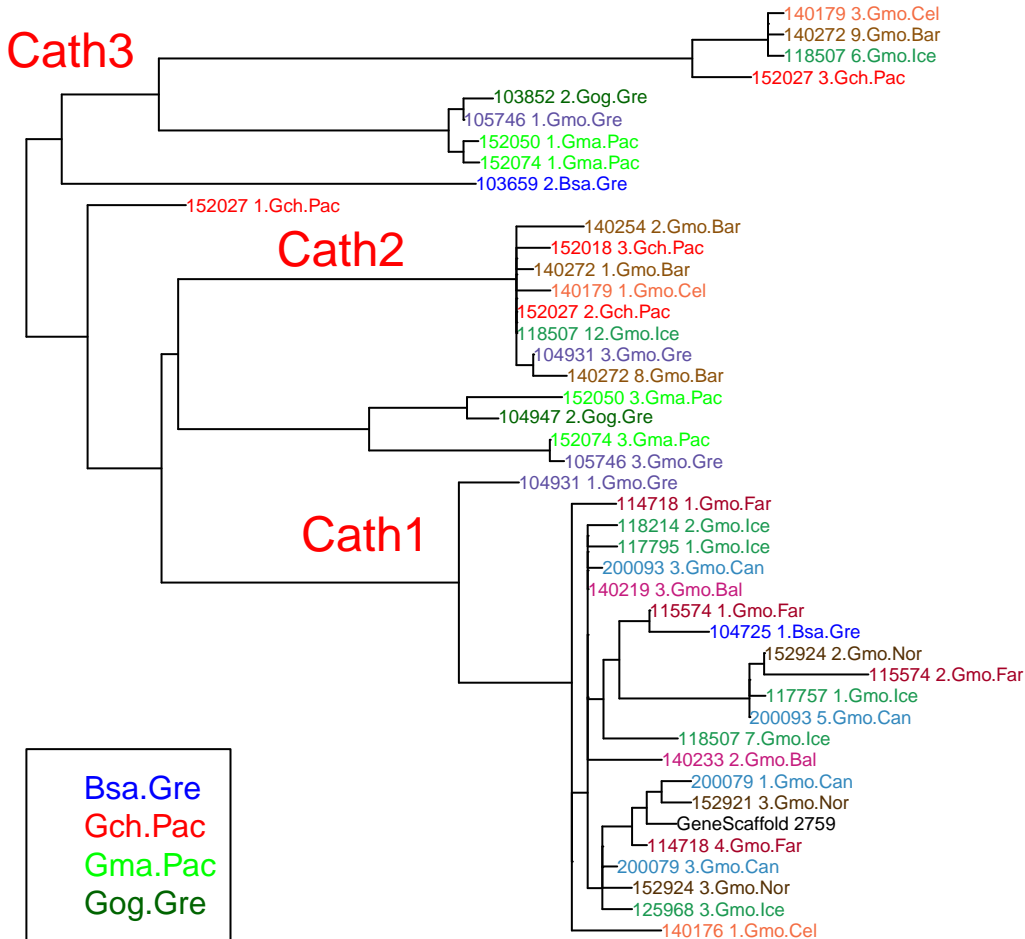 140179 3.Gmo.Cel
140272 9.Gmo.Bar
Cath3
118507 6.Gmo.Ice
152027 3.Gch.Pac
103852 2.Gog.Gre
105746 1.Gmo.Gre
152050 1.Gma.Pac
152074 1.Gma.Pac
103659 2.Bsa.Gre
152027 1.Gch.Pac
140254 2.Gmo.Bar
Cath2
152018 3.Gch.Pac
140272 1.Gmo.Bar
140179 1.Gmo.Cel
152027 2.Gch.Pac
118507 12.Gmo.Ice
104931 3.Gmo.Gre
140272 8.Gmo.Bar
152050 3.Gma.Pac
104947 2.Gog.Gre
152074 3.Gma.Pac
105746 3.Gmo.Gre
104931 1.Gmo.Gre
114718 1.Gmo.Far
Cath1
118214 2.Gmo.Ice
117795 1.Gmo.Ice
200093 3.Gmo.Can
140219 3.Gmo.Bal
115574 1.Gmo.Far
104725 1.Bsa.Gre
152924 2.Gmo.Nor
115574 2.Gmo.Far
117757 1.Gmo.Ice
200093 5.Gmo.Can
118507 7.Gmo.Ice
140233 2.Gmo.Bal
200079 1.Gmo.Can
152921 3.Gmo.Nor
GeneScaffold 2759
114718 4.Gmo.Far
200079 3.Gmo.Can
152924 3.Gmo.Nor
125968 3.Gmo.Ice
140176 1.Gmo.Cel
Bsa.Gre
Gch.Pac
Gma.Pac
Gog.Gre